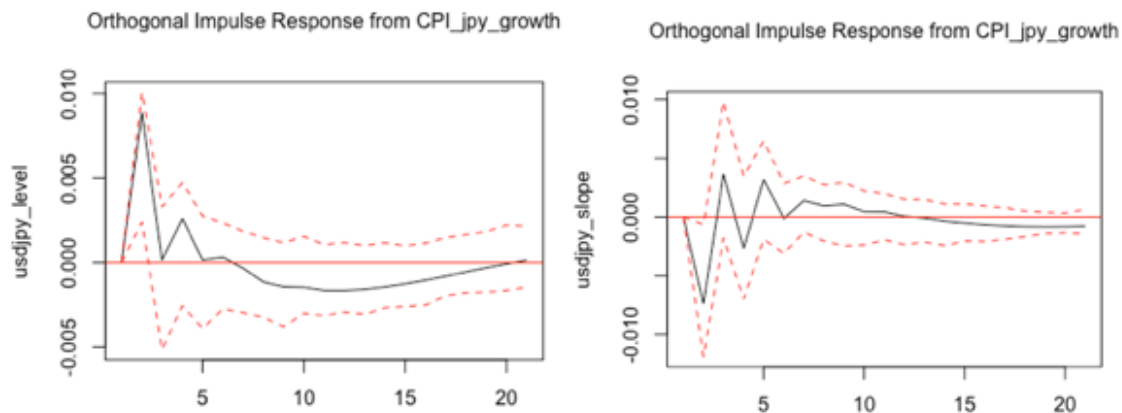 Orthogonal Impulse Response from CPI_jpy_growth
usdjpy_level
0.010
0.005
0.000
-0.005
5 10 15 20
Orthogonal Impulse Response from CPI_jpy_growth
usdjpy_slope
0.010
0.000
-0.010
5 10 15 20